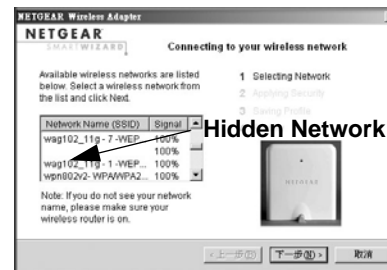 NETGEAR Wireless Adapter
NETGEAR
SMARTWIZARD
Connecting to your wireless network
Available wireless networks are listed
below. Select a wireless network from
the list and click Next.
1 Selecting Network
2 Applying Security
3 Saving Profile
Network Name (SSID) Signal
wag102_11g - 7 -WEP 100%
100%
wag102_11g - 1 -WEP... 100%
wpn802v2- WPA/WPA2... 100%
Hidden Network
NETGEAR
Note: If you do not see your network
name, please make sure your
wireless router is on.
<上一步(B) 下一步(N)> 取消